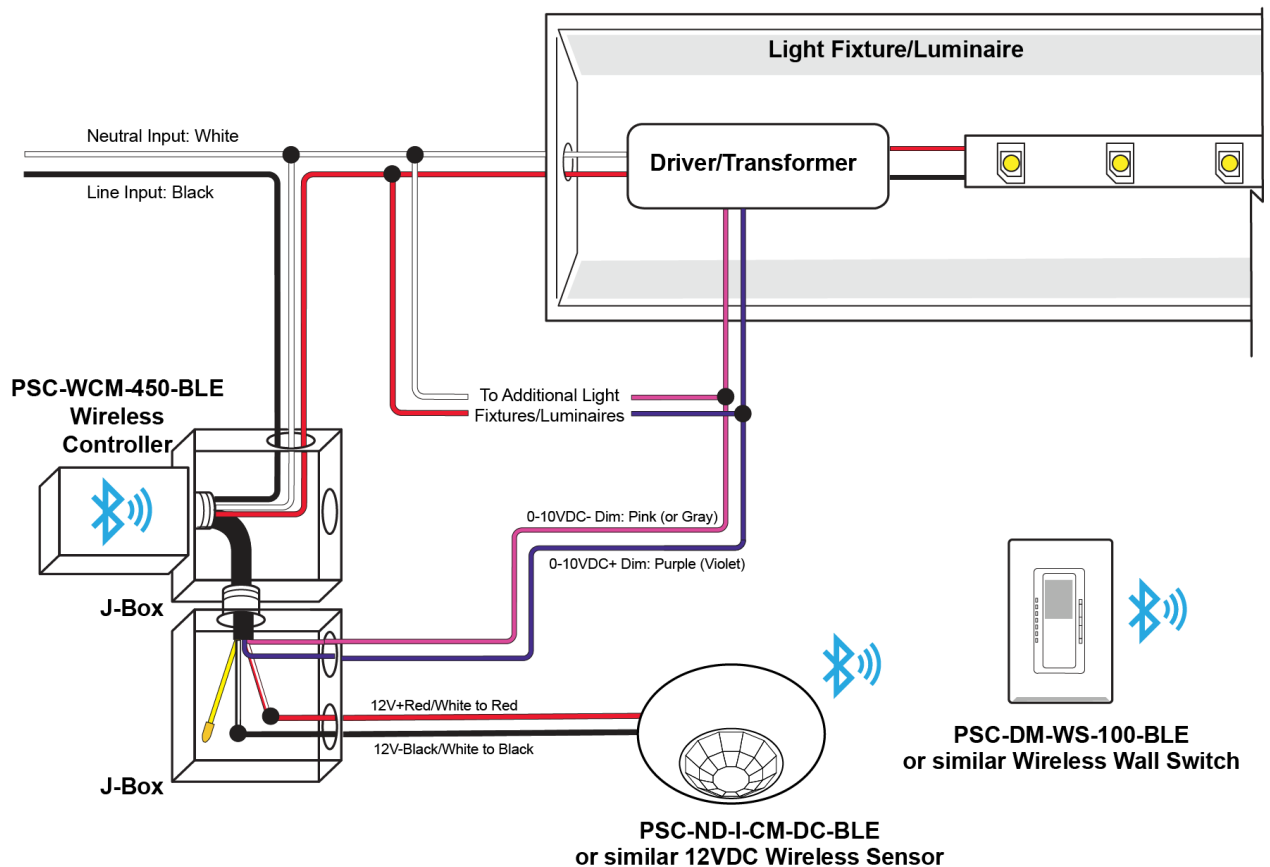 Light Fixture/Luminaire
Neutral Input: White
Driver/Transformer
Line Input: Black
PSC-WCM-450-BLE
Wireless
Controller
To Additional Light
Fixtures/Luminaires
0-10VDC- Dim: Pink (or Gray)
0-10VDC+ Dim: Purple (Violet)
J-Box
12V+Red/White to Red
12V-Black/White to Black
J-Box
PSC-DM-WS-100-BLE
or similar Wireless Wall Switch
PSC-ND-I-CM-DC-BLE
or similar 12VDC Wireless Sensor